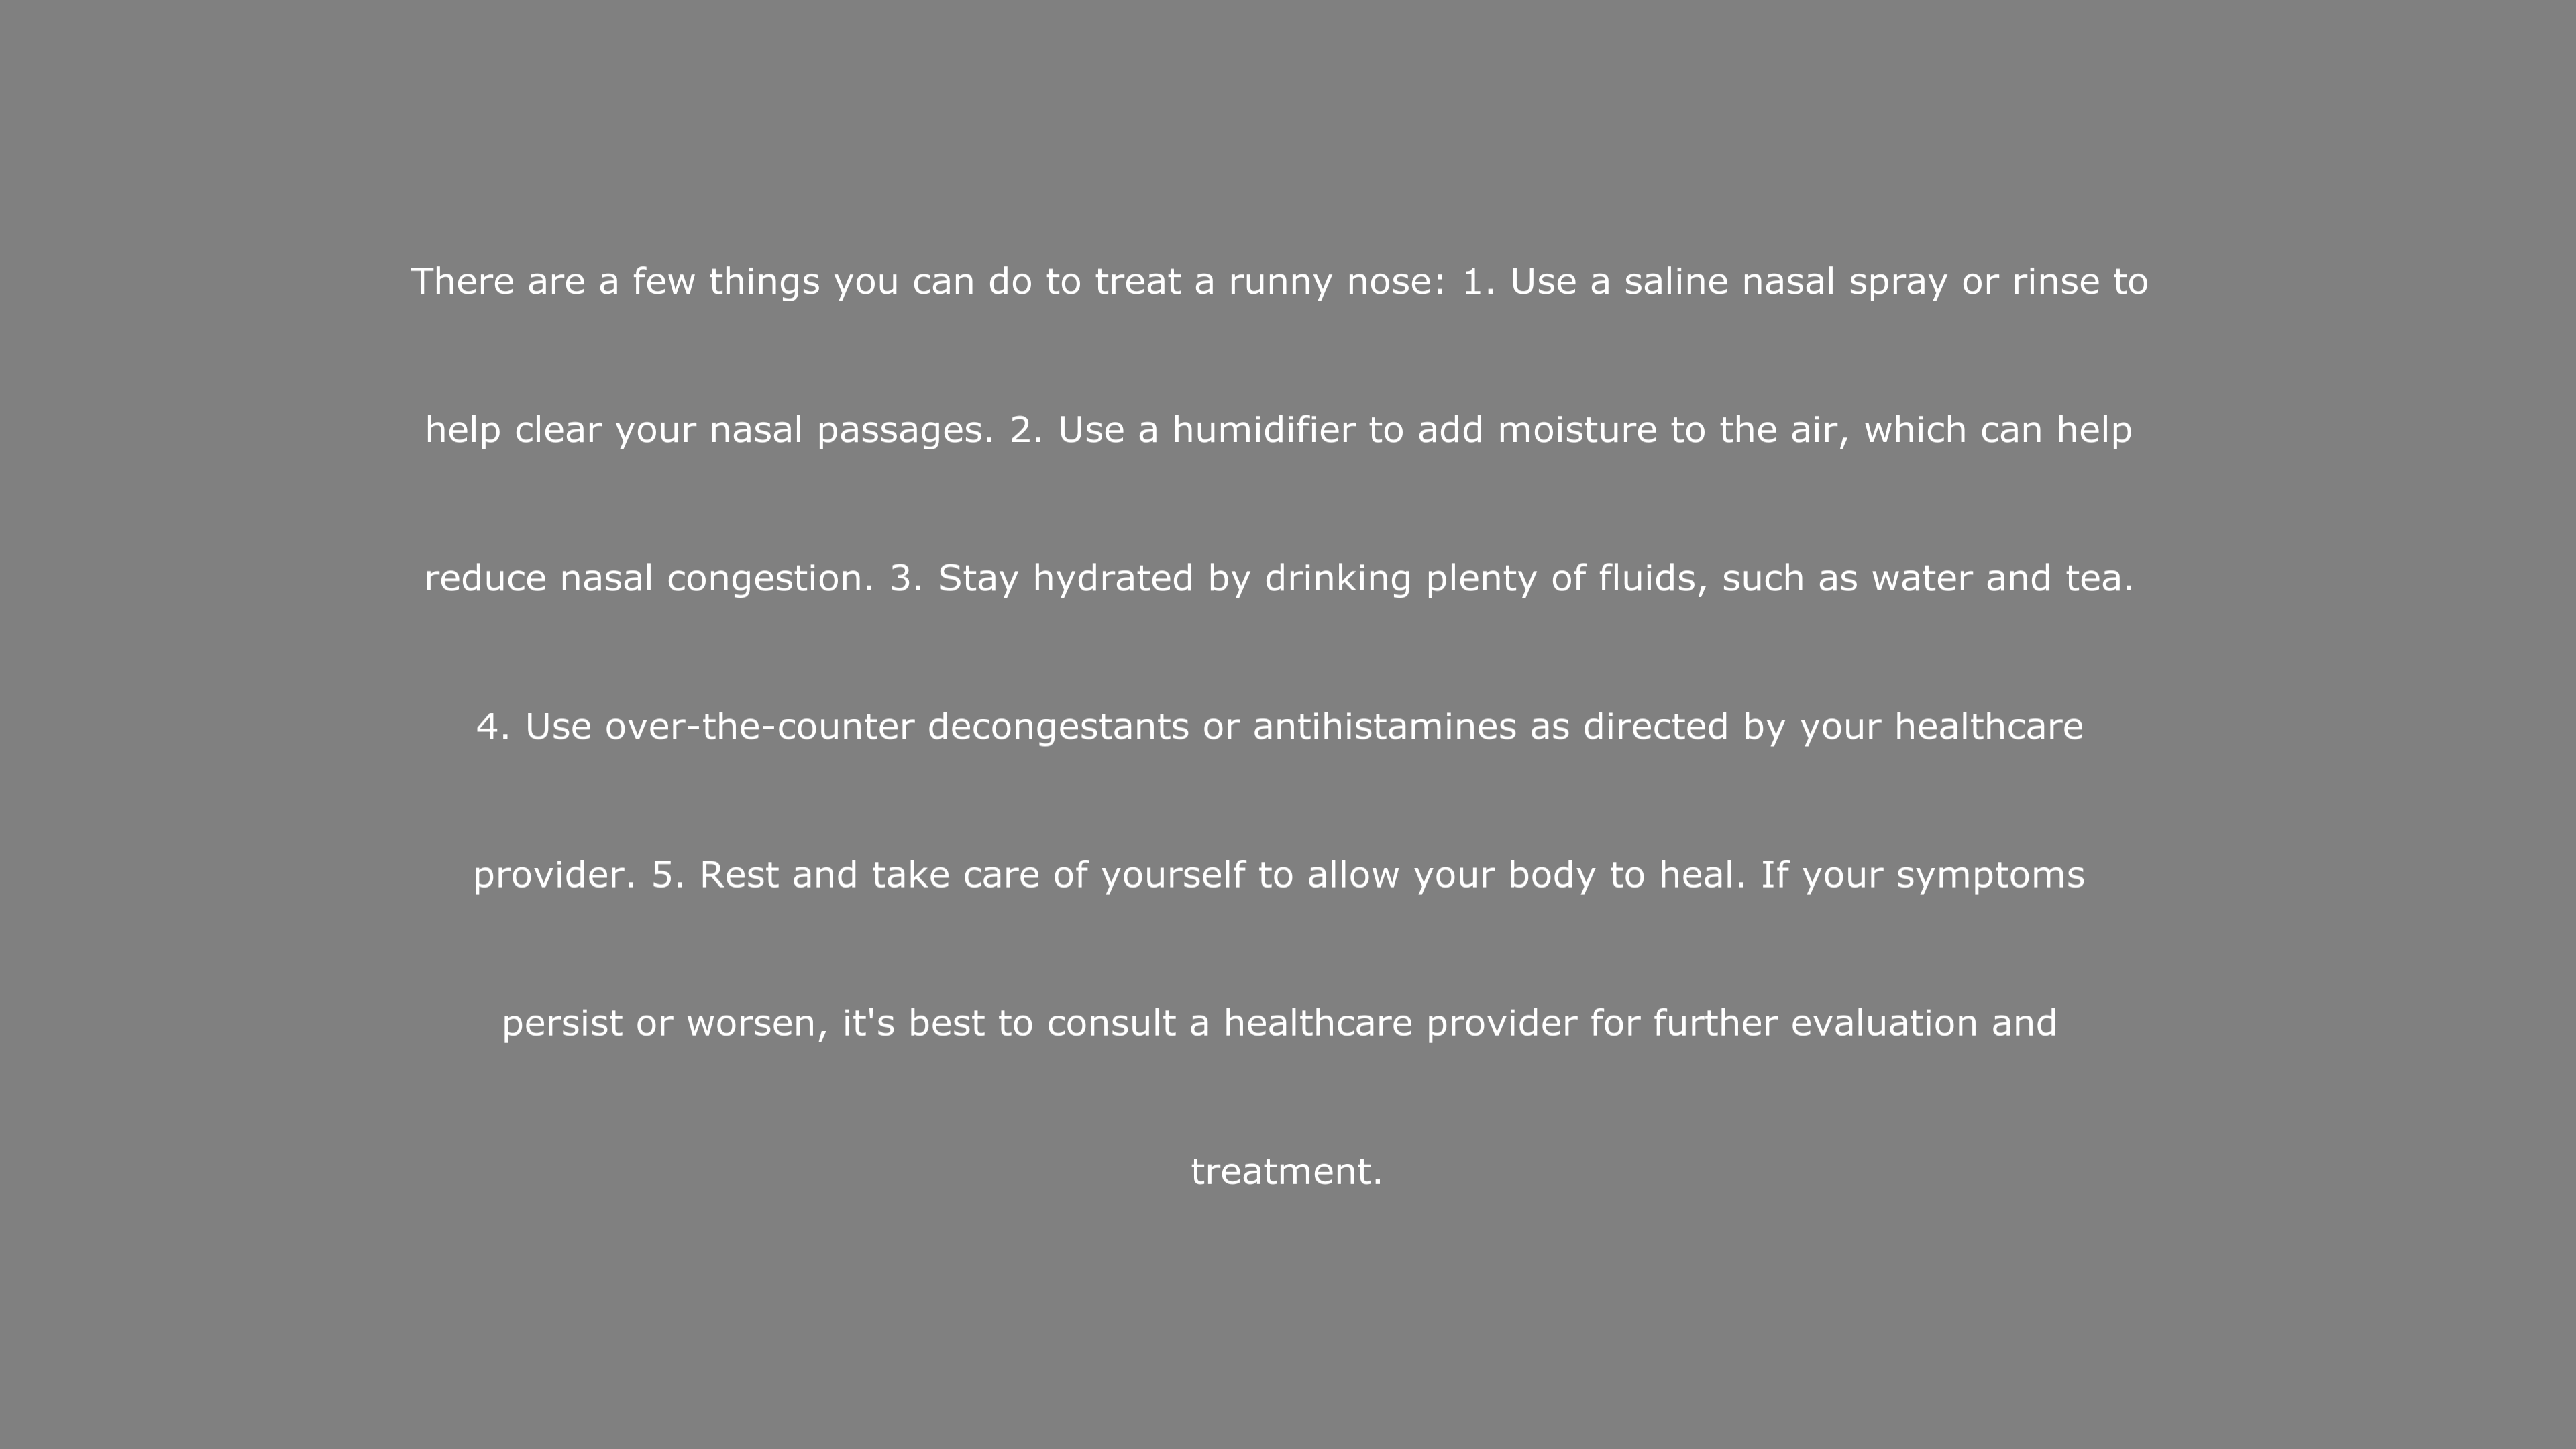 There are a few things you can do to treat a runny nose: 1. Use a saline nasal spray or rinse to
help clear your nasal passages. 2. Use a humidifier to add moisture to the air, which can help
reduce nasal congestion. 3. Stay hydrated by drinking plenty of fluids, such as water and tea.
4. Use over-the-counter decongestants or antihistamines as directed by your healthcare
provider. 5. Rest and take care of yourself to allow your body to heal. If your symptoms
persist or worsen, it's best to consult a healthcare provider for further evaluation and
treatment.